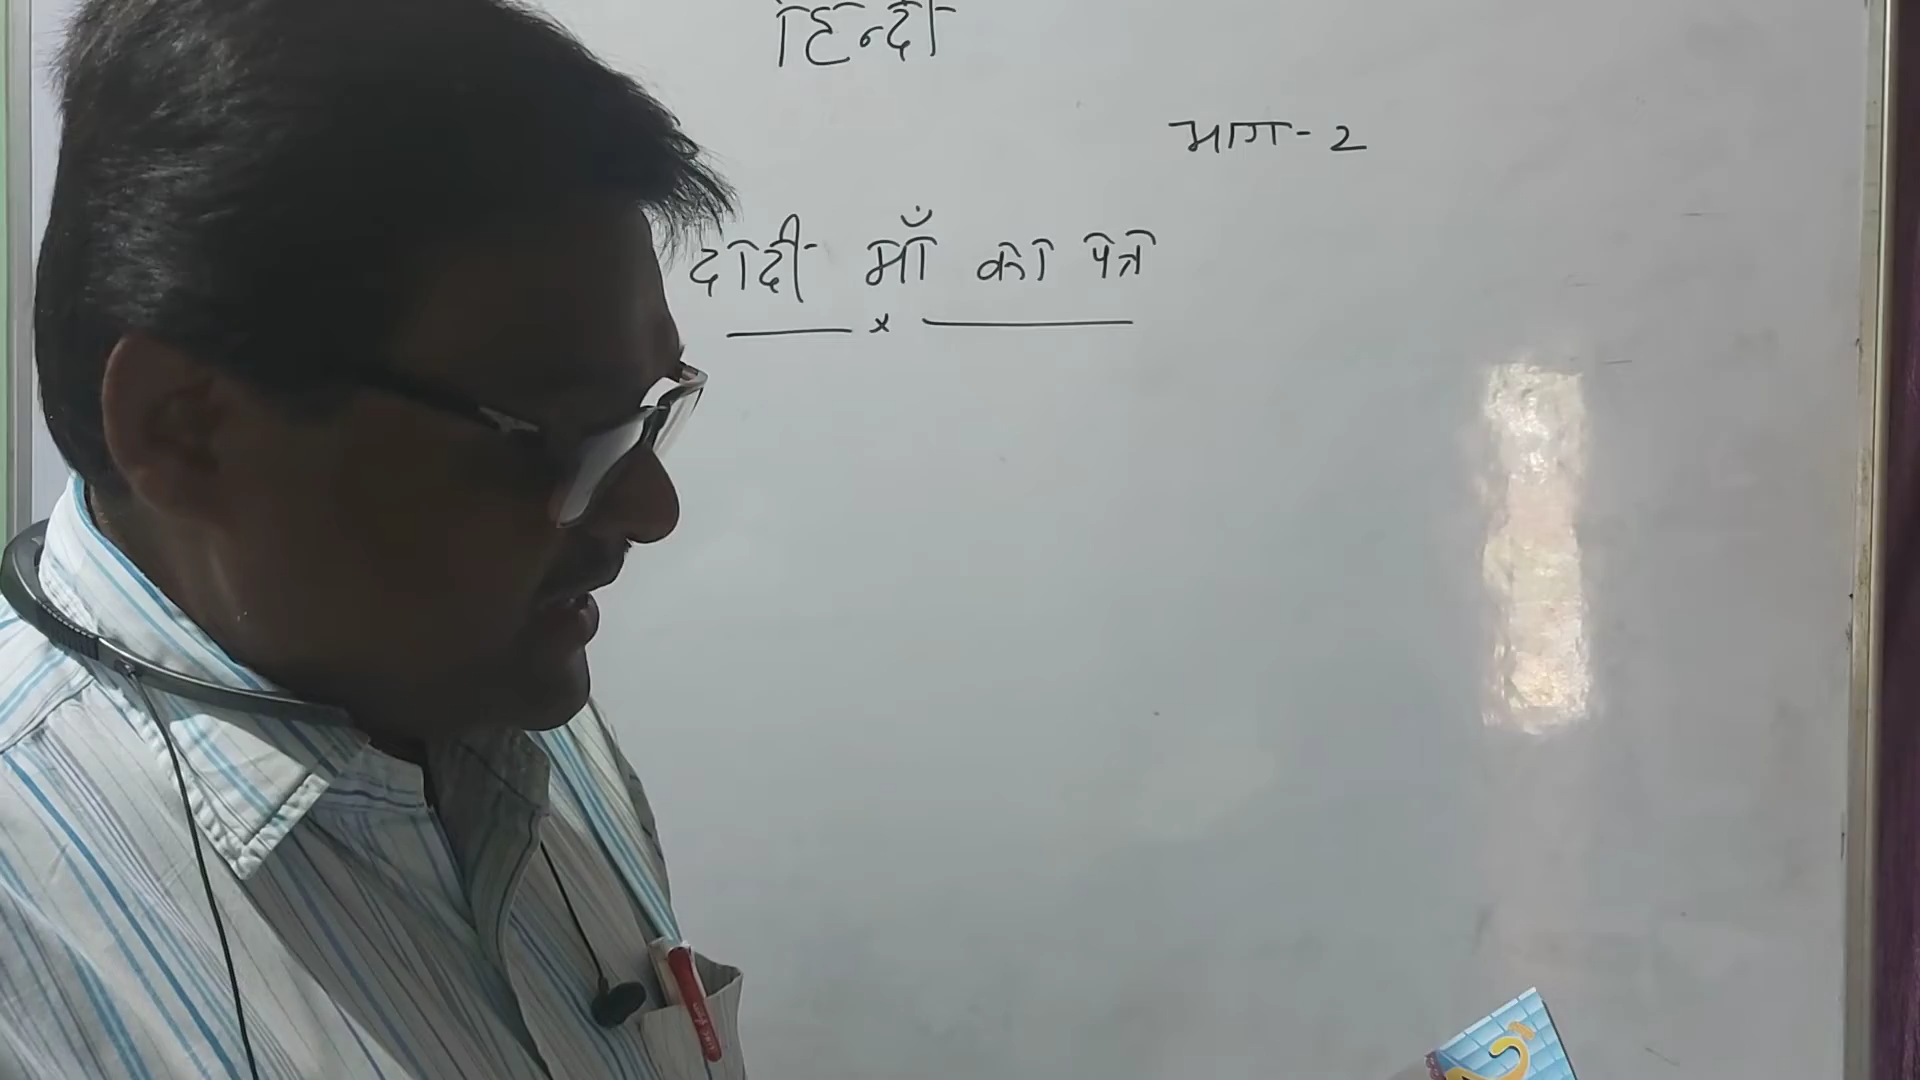 हिन्दी
भाग-2
दादी माँ को पत्र
x